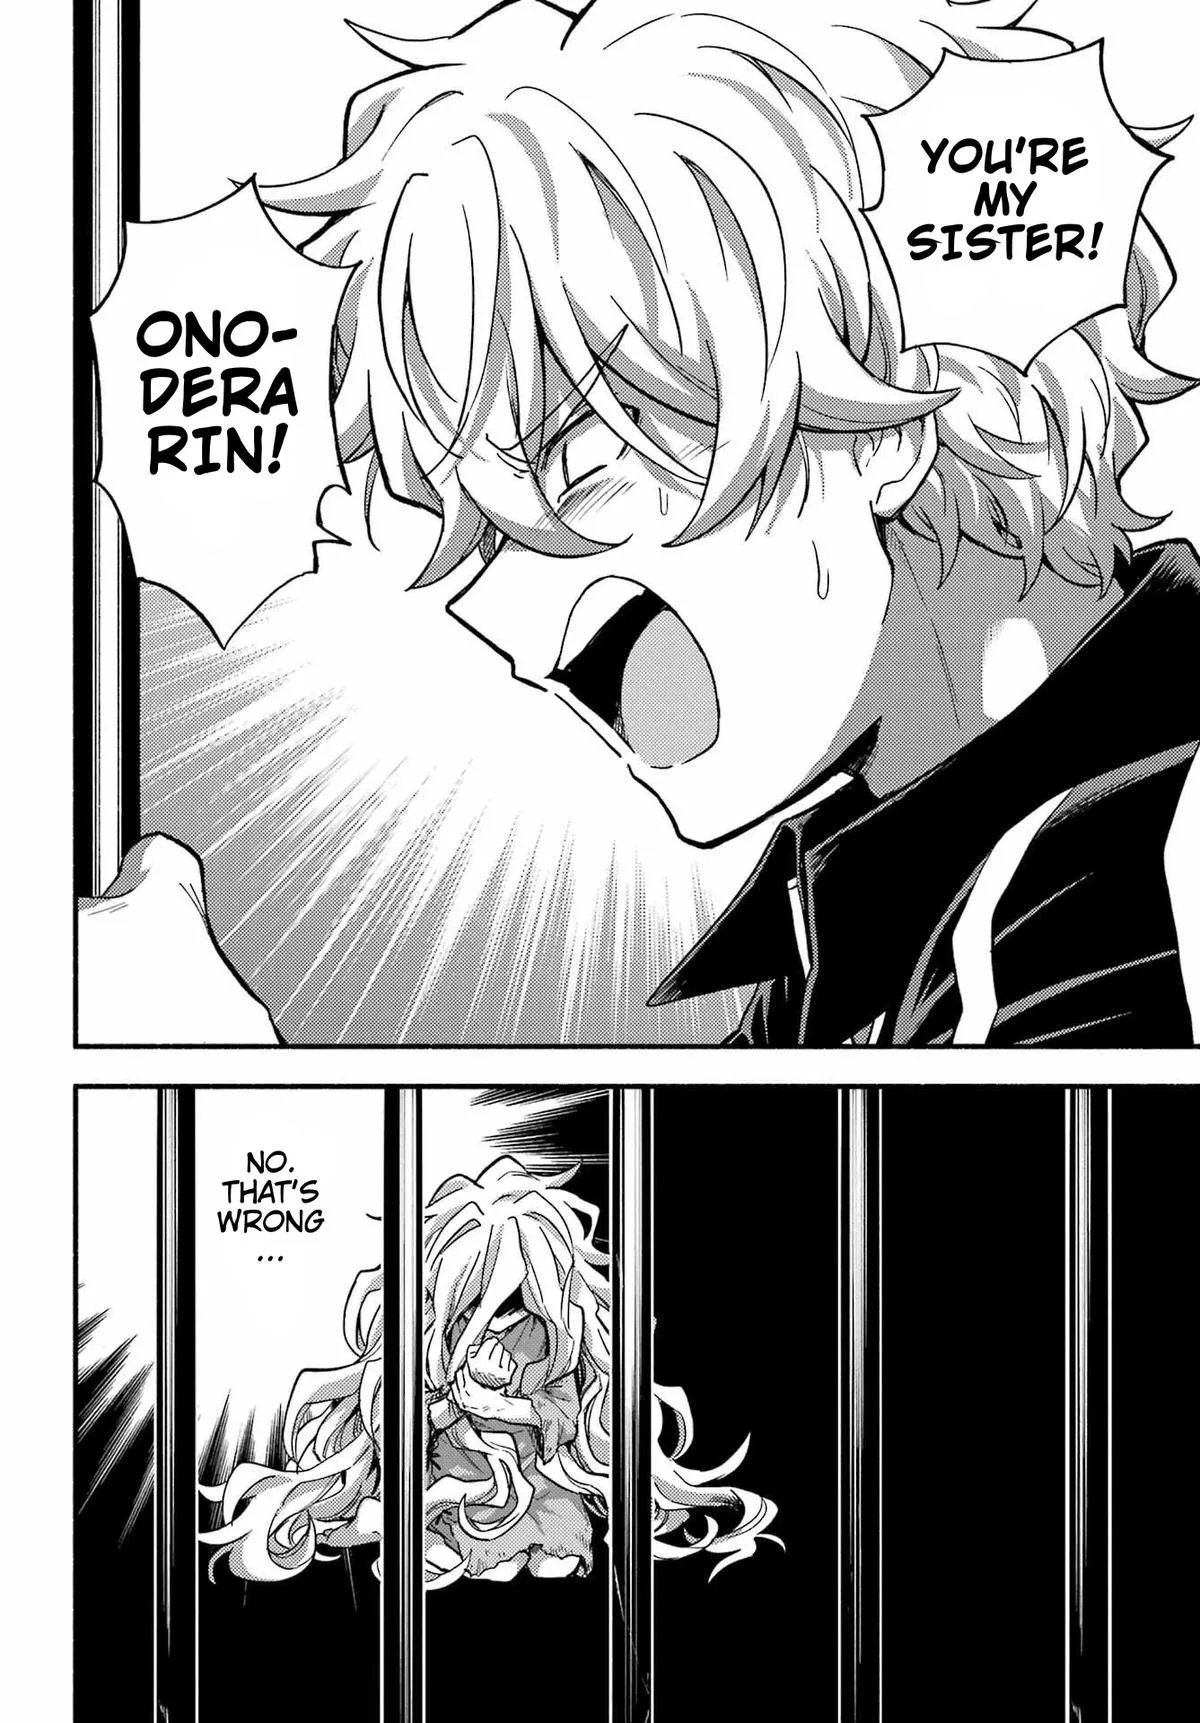 YOU'RE
MY
SISTER!
ONO-
DERA
RIN!
NO.
THAT'S
WRONG
...